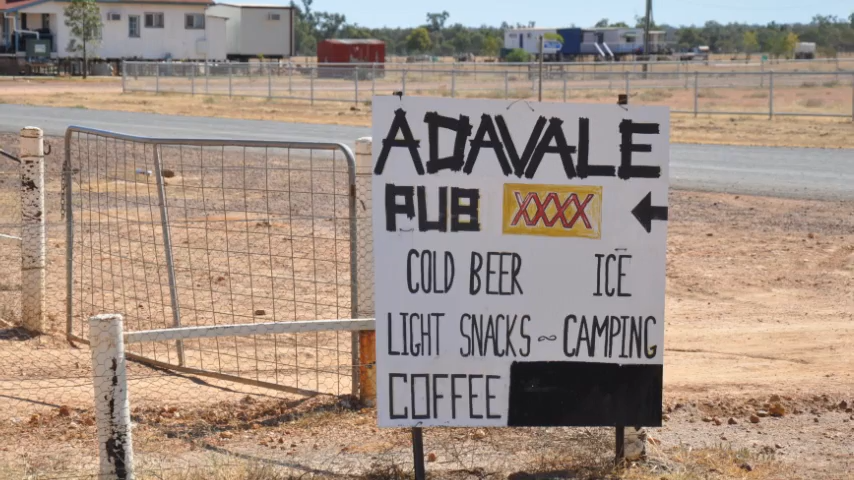 ADAVALE
PUB XXXX
COLD BEER ICE
LIGHT SNACKS ~ CAMPING
COFFEE